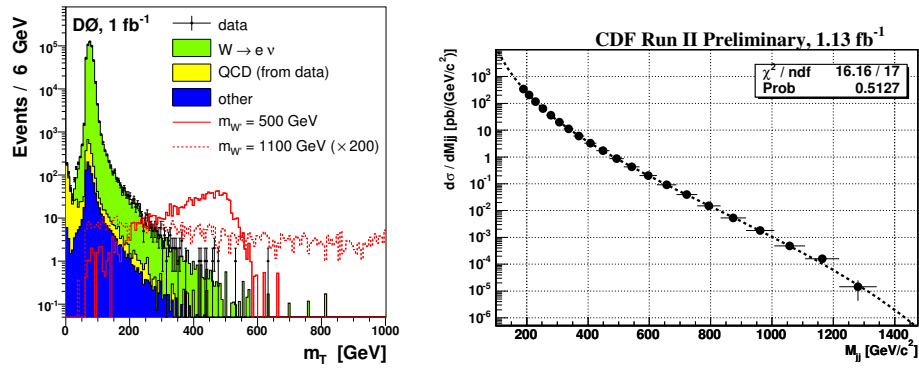 DØ, 1 fb⁻¹
data
W → e ν
QCD (from data)
other
m_W' = 500 GeV
m_W' = 1100 GeV (×200)
Events / 6 GeV
10⁵
10⁴
10³
10²
10
1
10⁻¹
0 200 400 600 800 1000
m_T [GeV]
CDF Run II Preliminary, 1.13 fb⁻¹
χ² / ndf 16.16 / 17
Prob 0.5127
dσ / dMjj [pb/(GeV/c²)]
10³
10²
10
1
10⁻¹
10⁻²
10⁻³
10⁻⁴
10⁻⁵
200 400 600 800 1000 1200 1400
M_jj [GeV/c²]